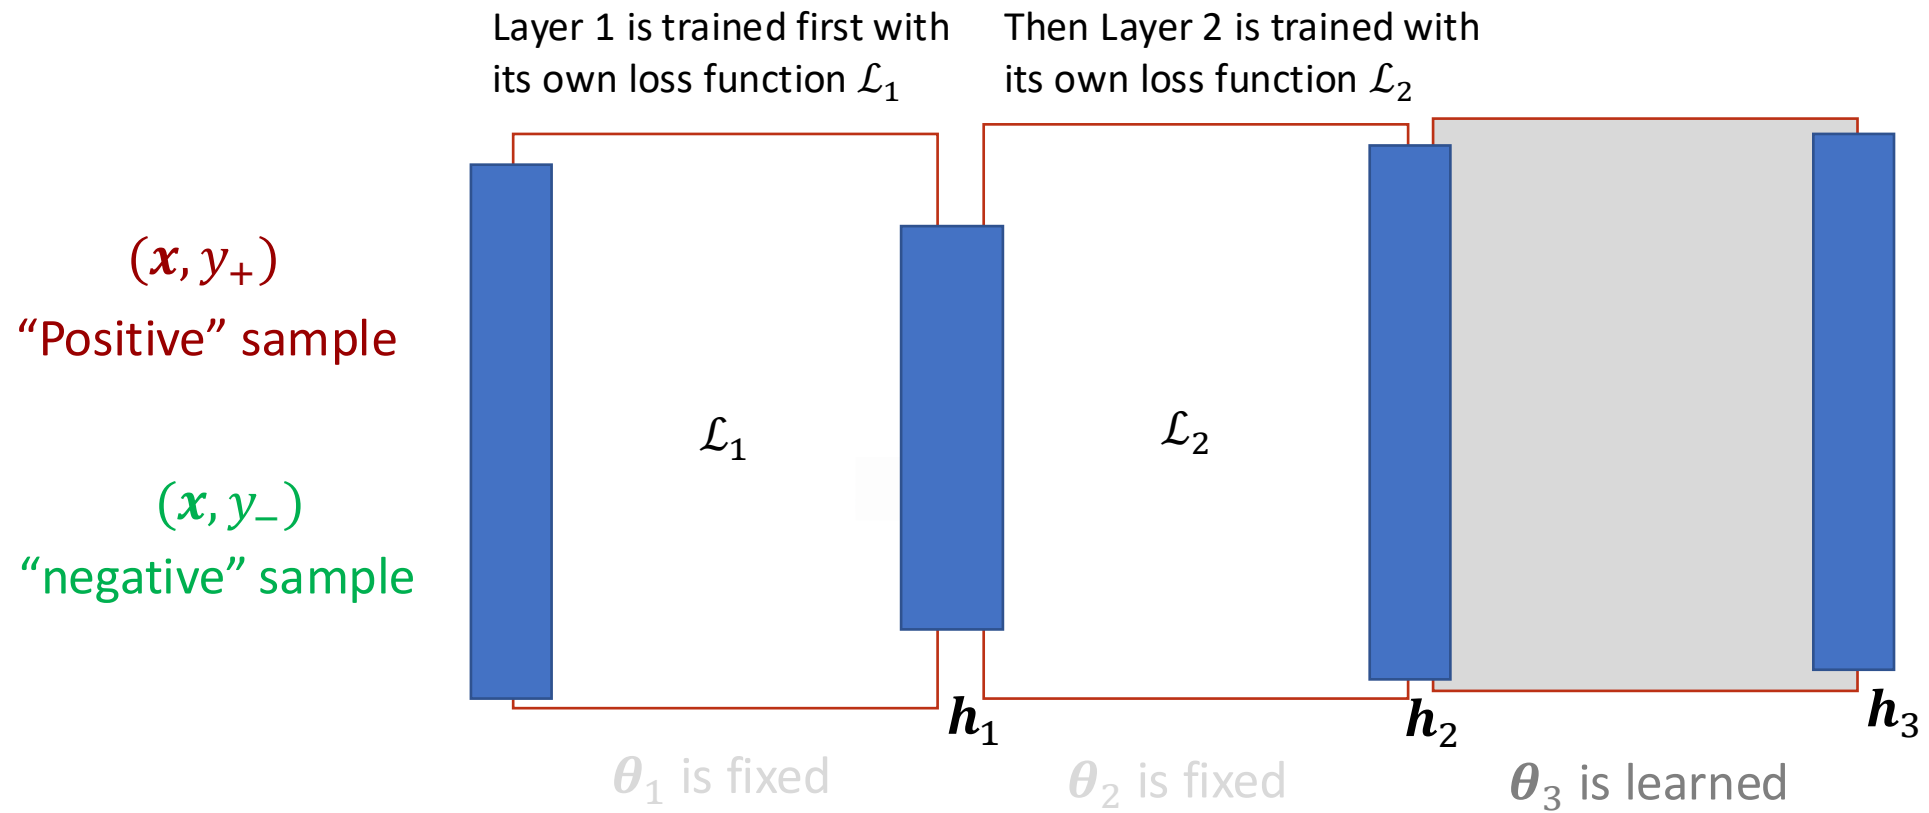 Layer 1 is trained first with
its own loss function ℒ₁
Then Layer 2 is trained with
its own loss function ℒ₂
(𝒙, 𝑦₊)
“Positive” sample
(𝒙, 𝑦₋)
“negative” sample
ℒ₁
ℒ₂
𝒉₁
𝒉₂
𝒉₃
𝜽₁ is fixed
𝜽₂ is fixed
𝜽₃ is learned